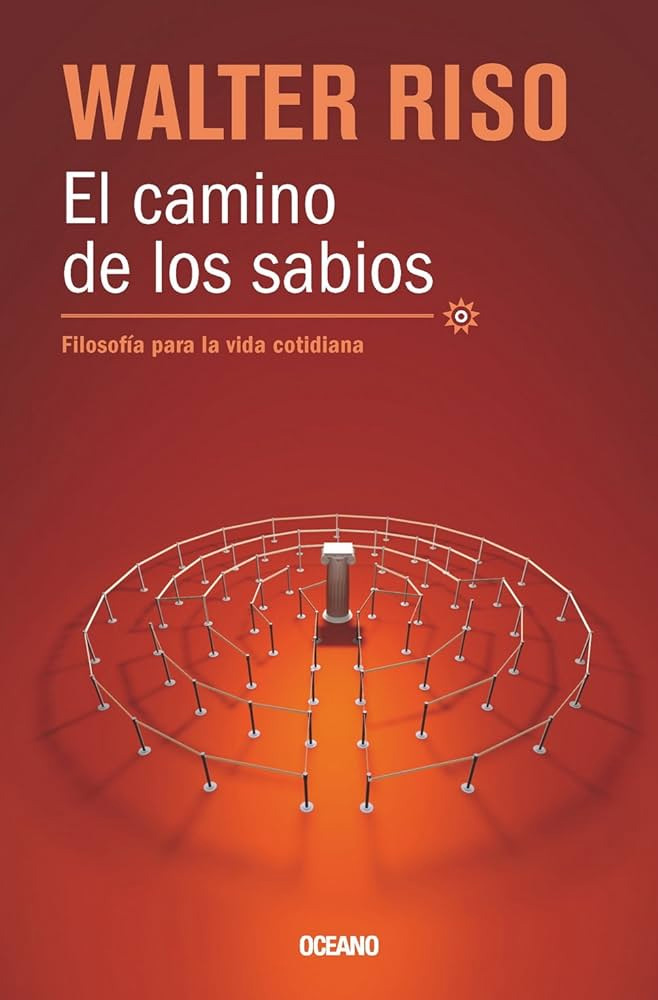 WALTER RISO
El camino
de los sabios
Filosofía para la vida cotidiana
OCEANO